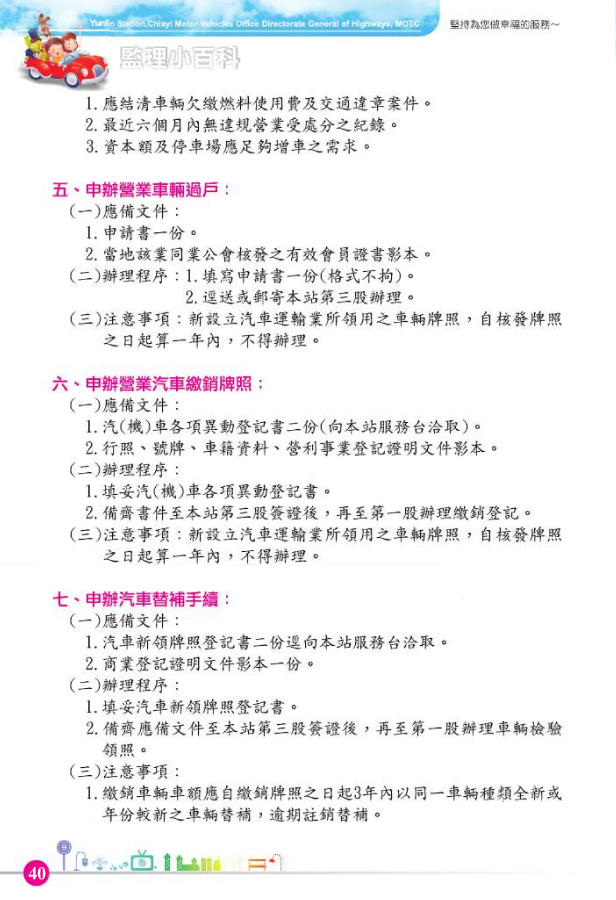 Yunlin Station,Chiayi Motor Vehicles Office Directorate General of Highways, MOTC
堅持為您做幸福的服務～
監理小百科
1.應結清車輛欠繳燃料使用費及交通違章案件。
2.最近六個月內無違規營業受處分之紀錄。
3.資本額及停車場應足夠增車之需求。
五、申辦營業車輛過戶：
(一)應備文件：
1.申請書一份。
2.當地該業同業公會核發之有效會員證書影本。
(二)辦理程序：1.填寫申請書一份(格式不拘)。
2.逕送或郵寄本站第三股辦理。
(三)注意事項：新設立汽車運輸業所領用之車輛牌照，自核發牌照
之日起算一年內，不得辦理。
六、申辦營業汽車繳銷牌照：
(一)應備文件：
1.汽(機)車各項異動登記書二份(向本站服務台洽取)。
2.行照、號牌、車籍資料、營利事業登記證明文件影本。
(二)辦理程序：
1.填妥汽(機)車各項異動登記書。
2.備齊書件至本站第三股簽證後，再至第一股辦理繳銷登記。
(三)注意事項：新設立汽車運輸業所領用之車輛牌照，自核發牌照
之日起算一年內，不得辦理。
七、申辦汽車替補手續：
(一)應備文件：
1.汽車新領牌照登記書二份逕向本站服務台洽取。
2.商業登記證明文件影本一份。
(二)辦理程序：
1.填妥汽車新領牌照登記書。
2.備齊應備文件至本站第三股簽證後，再至第一股辦理車輛檢驗
領照。
(三)注意事項：
1.繳銷車輛車額應自繳銷牌照之日起3年內以同一車輛種類全新或
年份較新之車輛替補，逾期註銷替補。
40